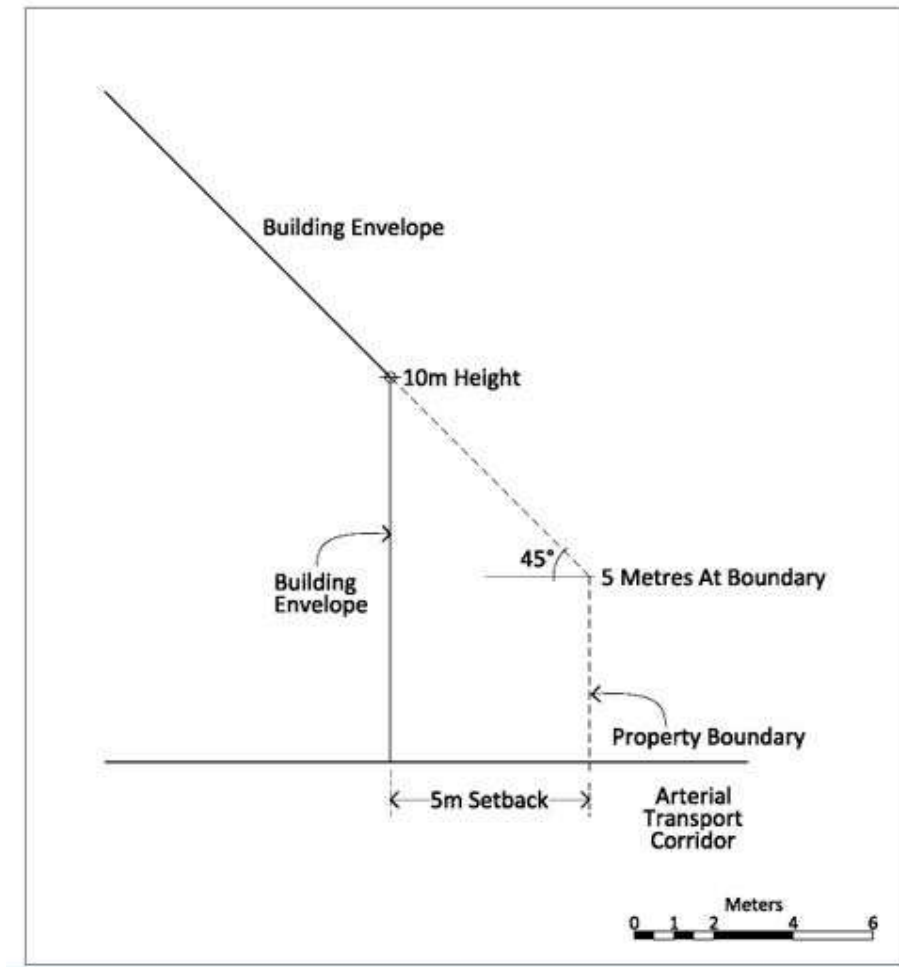 Building Envelope
10m Height
45°
5 Metres At Boundary
Building
Envelope
Property Boundary
5m Setback
Arterial
Transport
Corridor
Meters
0 1 2 4 6